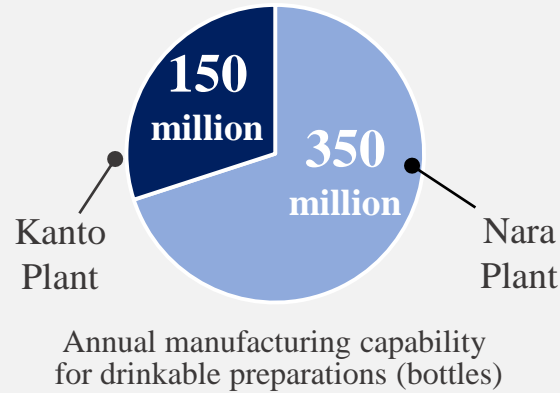 150
million
350
million
Kanto
Plant
Nara
Plant
Annual manufacturing capability
for drinkable preparations (bottles)